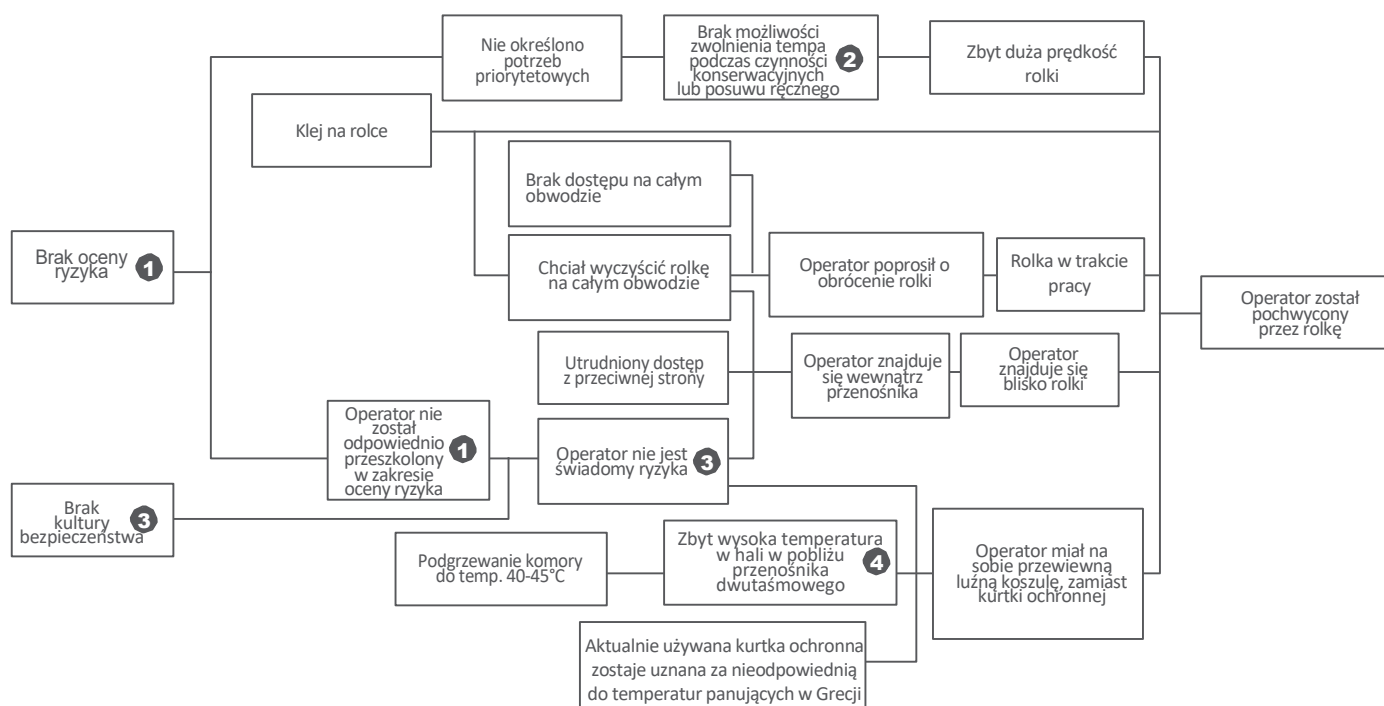 Nie określono
potrzeb
priorytetowych
Brak możliwości
zwolnienia tempa
podczas czynności
konserwacyjnych
lub posuwu ręcznego
2
Zbyt duża prędkość
rolki
Klej na rolce
Brak dostępu na całym
obwodzie
Brak oceny
ryzyka
1
Chciał wyczyścić rolkę
na całym obwodzie
Operator poprosił o
obrócenie rolki
Rolka w trakcie
pracy
Operator został
pochwycony
przez rolkę
Utrudniony dostęp
z przeciwnej strony
Operator znajduje
się wewnątrz
przenośnika
Operator
znajduje się
blisko rolki
Operator nie
został
odpowiednio
przeszkolony
w zakresie
oceny ryzyka
1
Operator nie jest
świadomy ryzyka
3
Brak
kultury
bezpieczeństwa
3
Podgrzewanie komory
do temp. 40-45°C
Zbyt wysoka temperatura
w hali w pobliżu
przenośnika
dwutaśmowego
4
Operator miał na
sobie przewiewną
luźną koszulę, zamiast
kurtki ochronnej
Aktualnie używana kurtka ochronna
zostaje uznana za nieodpowiednią
do temperatur panujących w Grecji